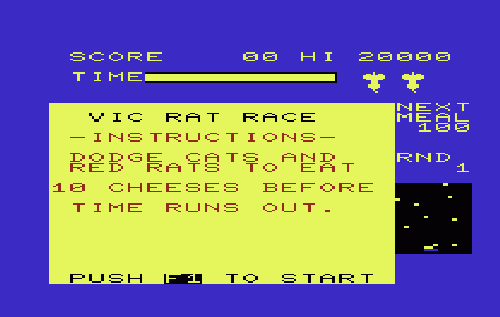 SCORE 00 HI 20000
TIME
VIC RAT RACE
-INSTRUCTIONS-
DODGE CATS AND
RED RATS TO EAT
10 CHEESES BEFORE
TIME RUNS OUT.
PUSH F1 TO START
NEXT
MEAL
100
RND
1